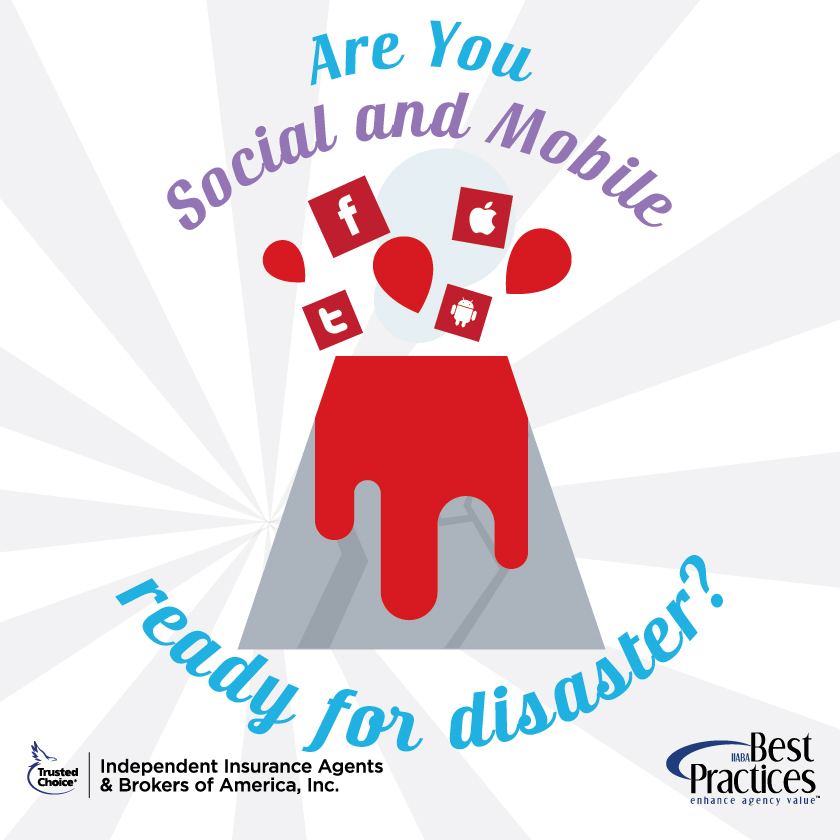 Are You
Social and Mobile
f
t
ready for disaster?
Trusted
Choice®
Independent Insurance Agents
& Brokers of America, Inc.
IIABA Best
Practices
enhance agency value™